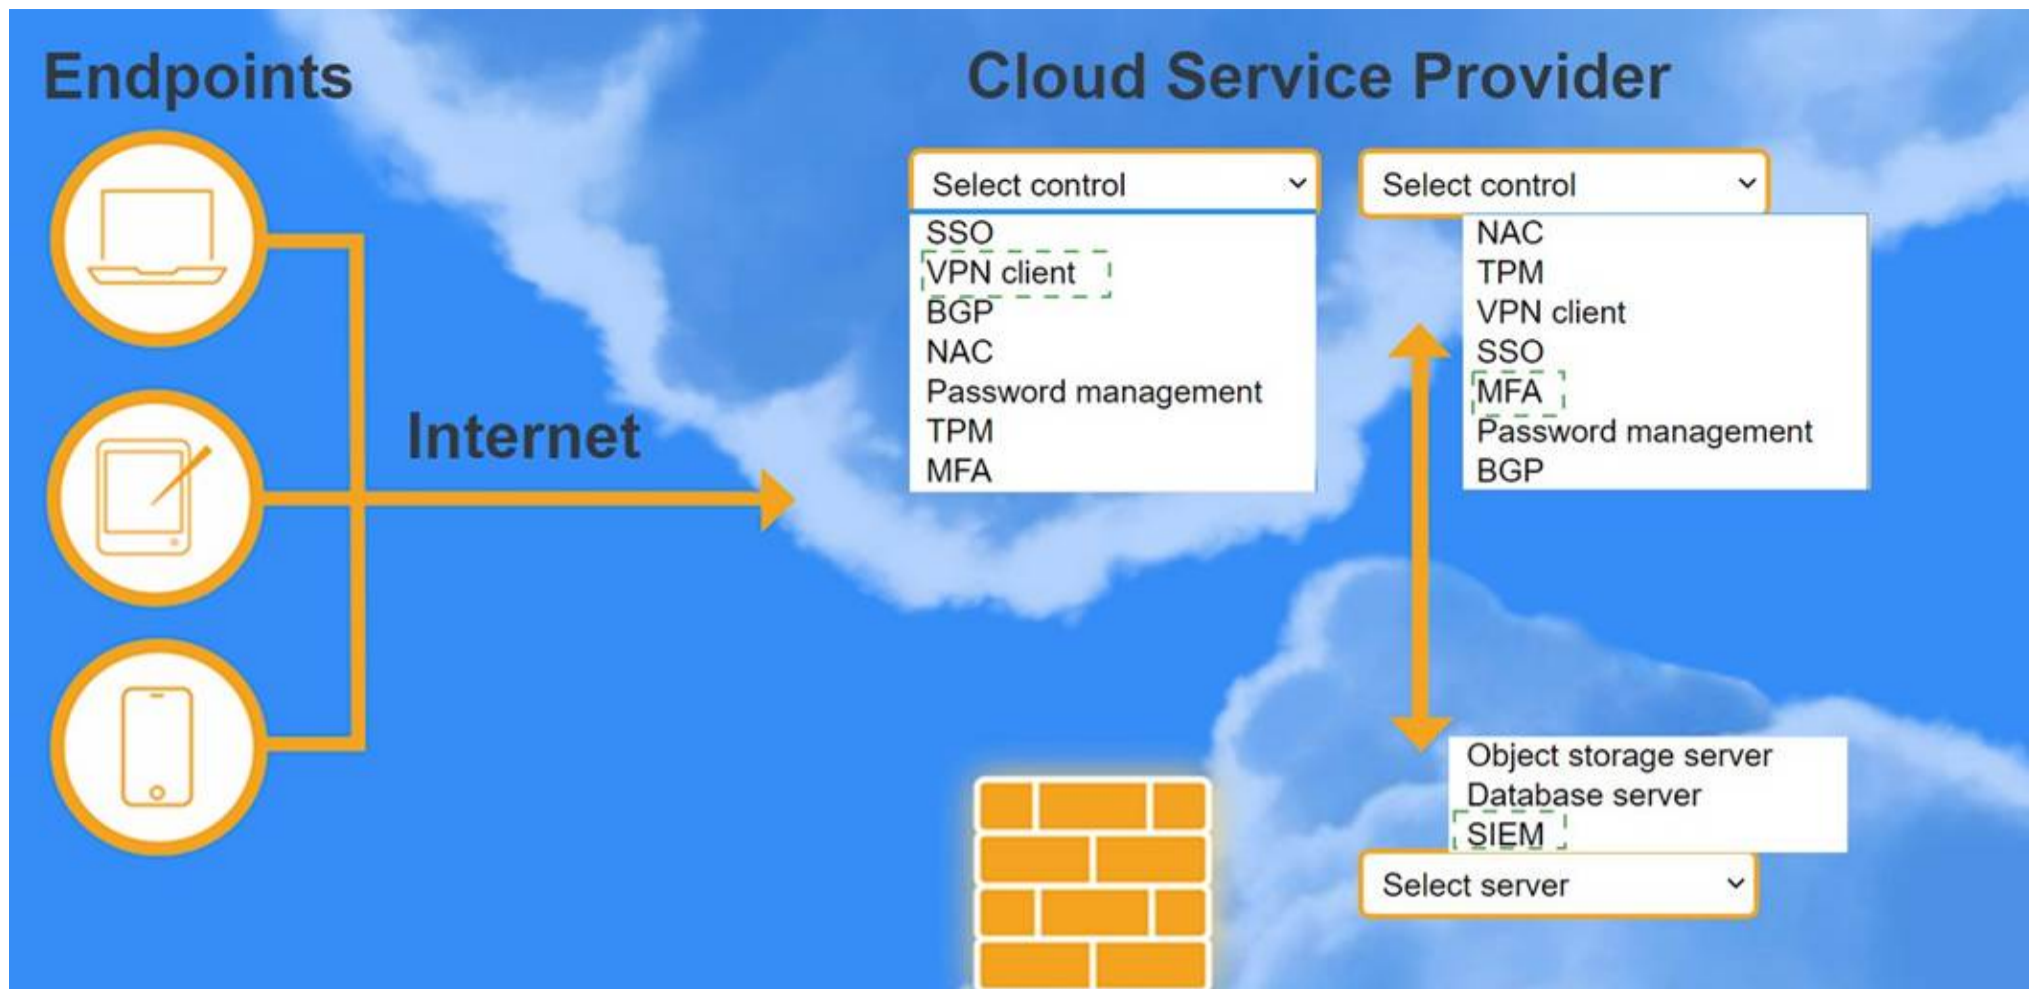 Endpoints
Cloud Service Provider
Select control
SSO
VPN client
BGP
NAC
Password management
TPM
MFA
Select control
NAC
TPM
VPN client
SSO
MFA
Password management
BGP
Internet
Object storage server
Database server
SIEM
Select server